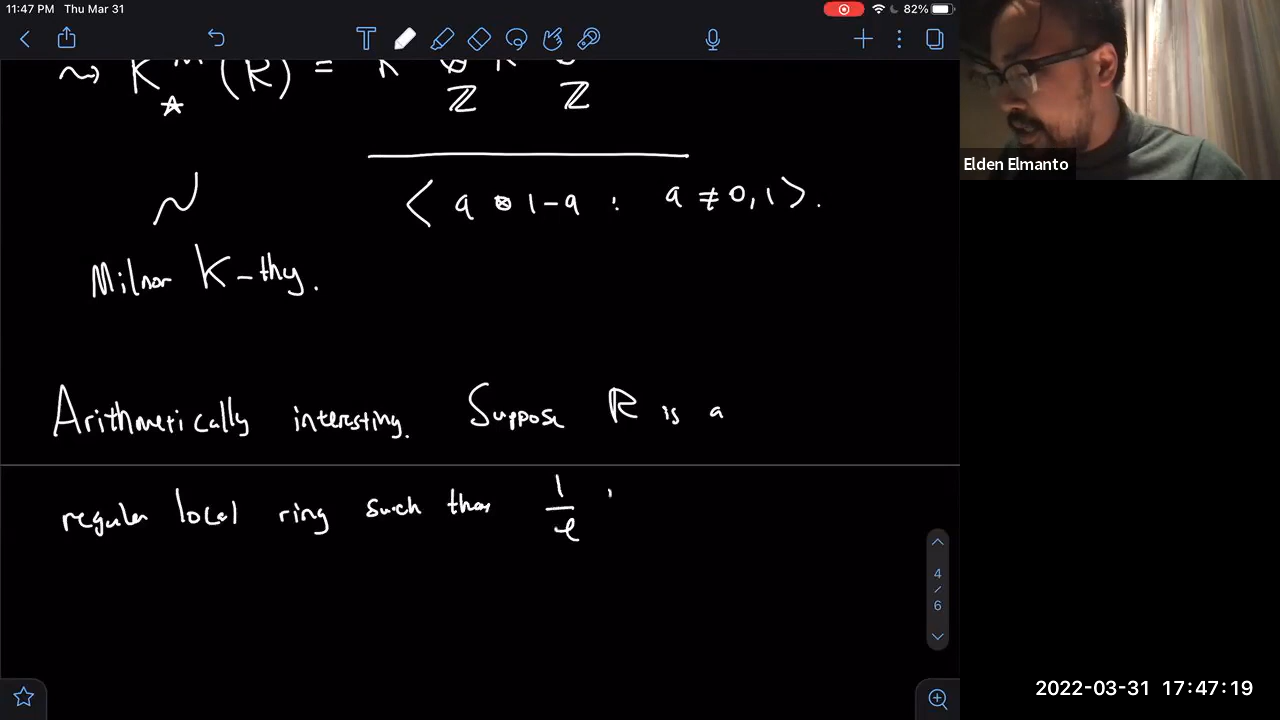 11:47 PM Thu Mar 31
82%
⇝ K^M_☆ (R) =
ℤ ℤ
< a ⊗ 1-a : a ≠ 0, 1 > .
Milnor K-thy.
Arithmetically interesting. Suppose R is a
regular local ring such that 1/ℓ
4
/
6
Elden Elmanto
2022-03-31 17:47:19